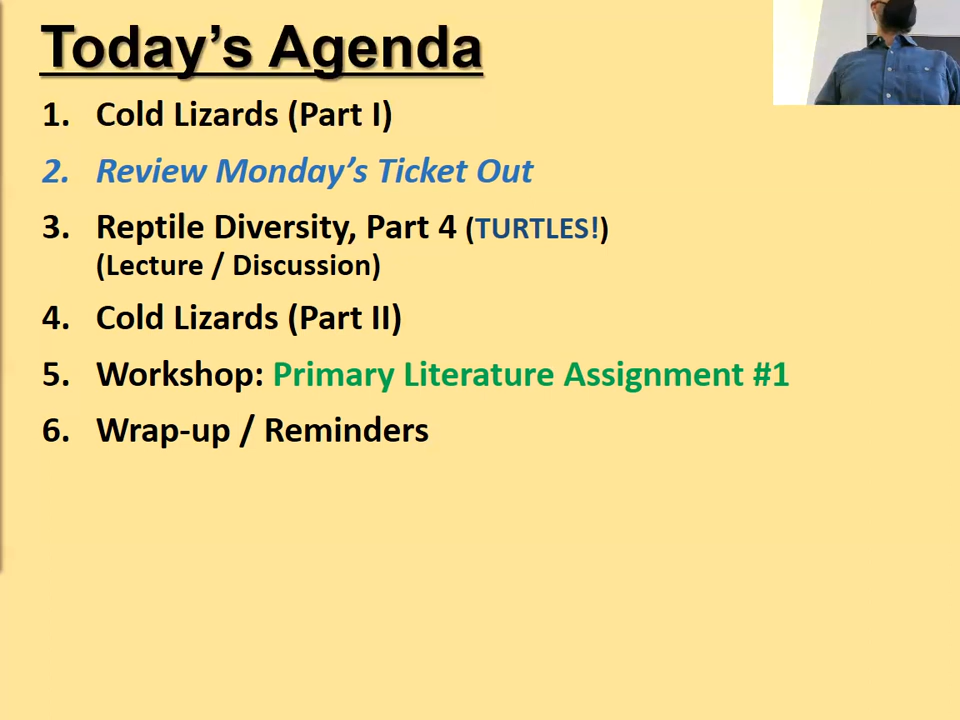 Today’s Agenda
1. Cold Lizards (Part I)
2. Review Monday’s Ticket Out
3. Reptile Diversity, Part 4 (TURTLES!)
(Lecture / Discussion)
4. Cold Lizards (Part II)
5. Workshop: Primary Literature Assignment #1
6. Wrap-up / Reminders